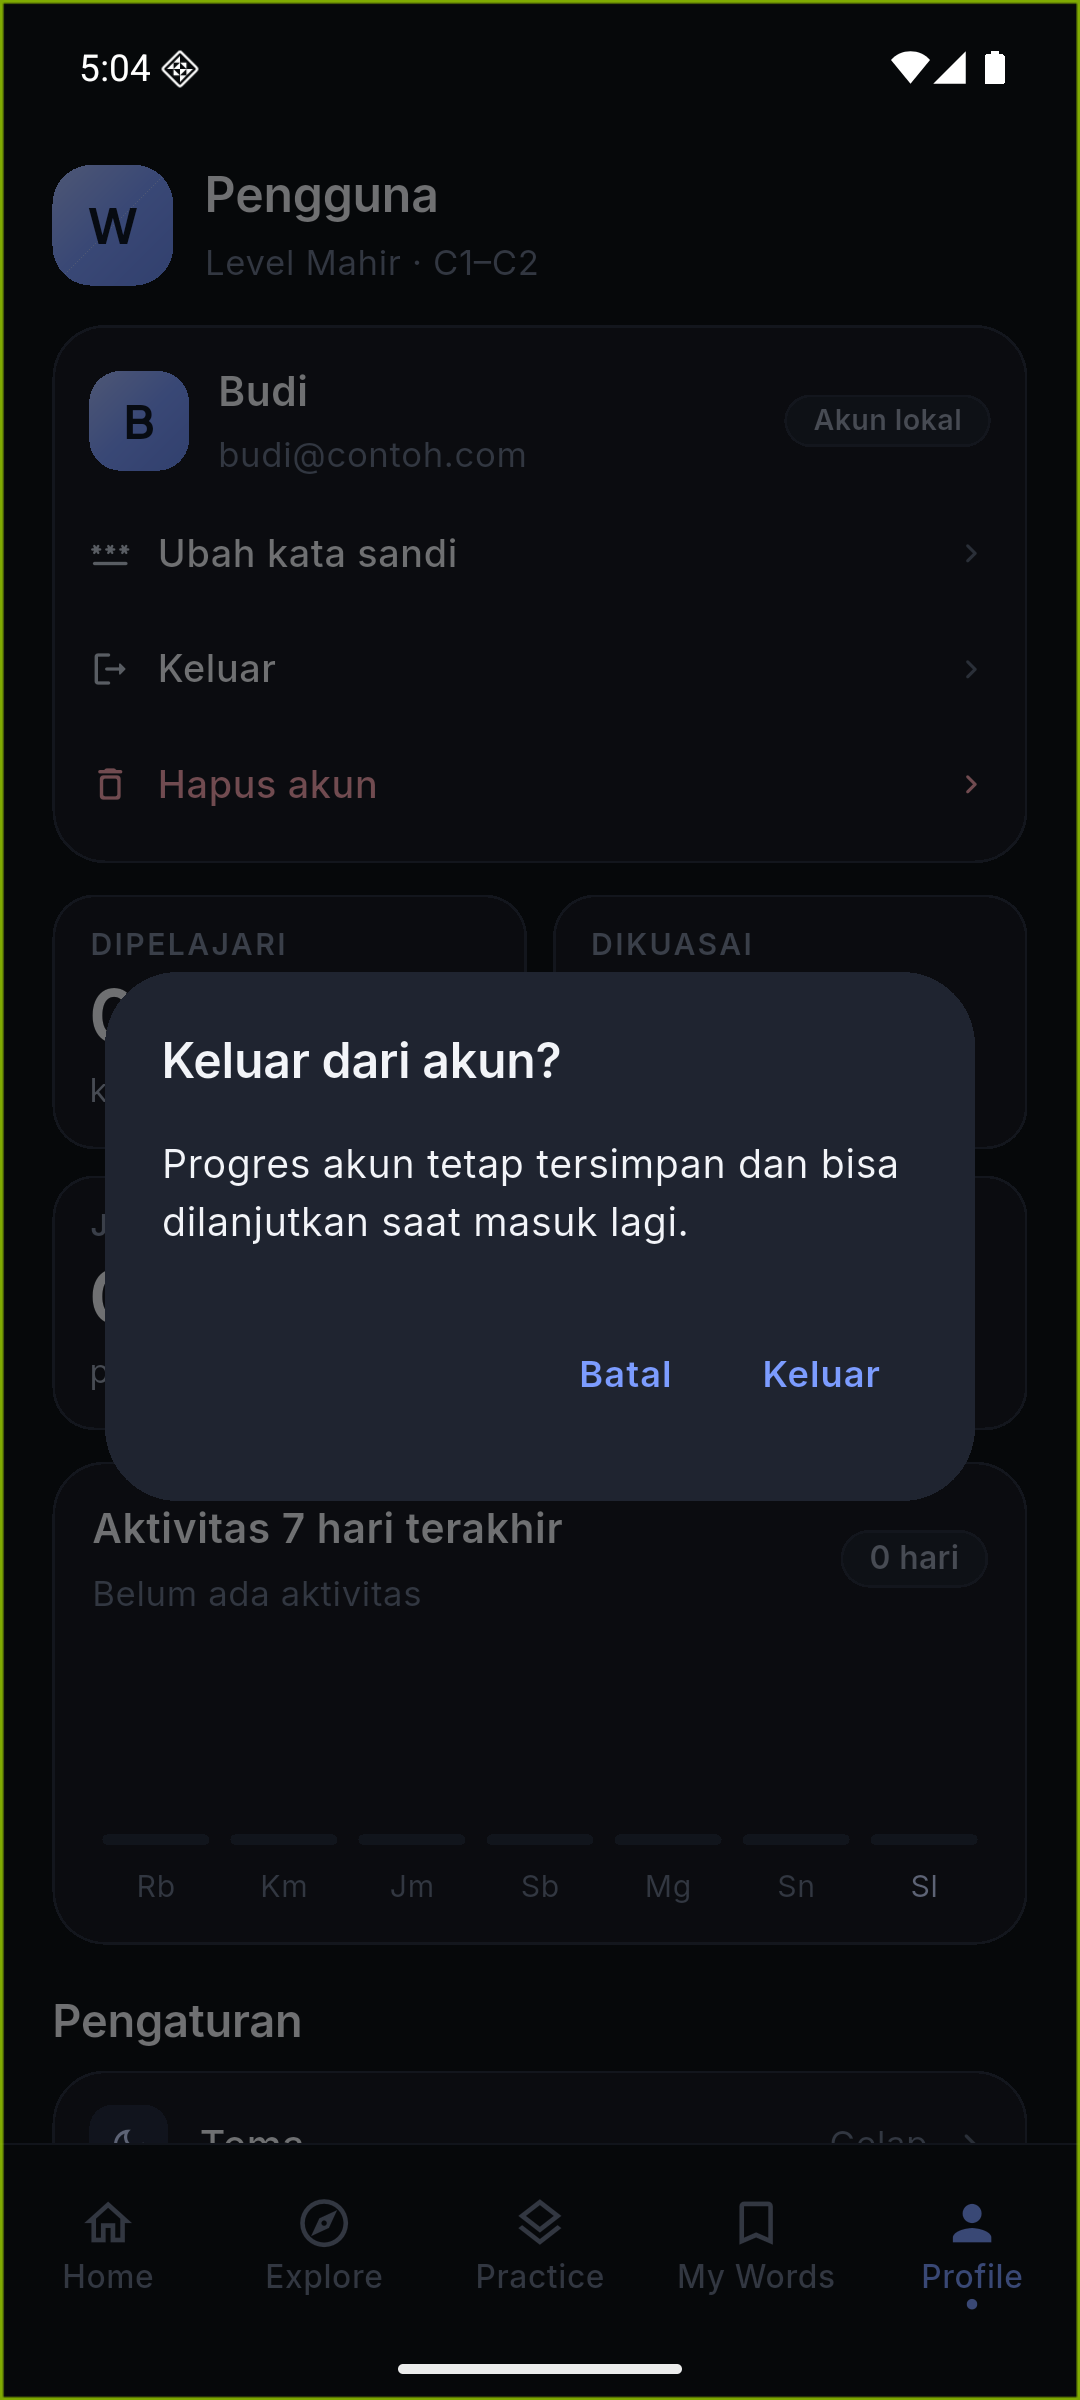 5:04
W
Pengguna
Level Mahir · C1–C2
B
Budi
budi@contoh.com
Akun lokal
Ubah kata sandi
Keluar
Hapus akun
DIPELAJARI
DIKUASAI
Keluar dari akun?
Progres akun tetap tersimpan dan bisa
dilanjutkan saat masuk lagi.
Batal
Keluar
Aktivitas 7 hari terakhir
0 hari
Belum ada aktivitas
Rb
Km
Jm
Sb
Mg
Sn
Sl
Pengaturan
Tema
Gelap
Home
Explore
Practice
My Words
Profile